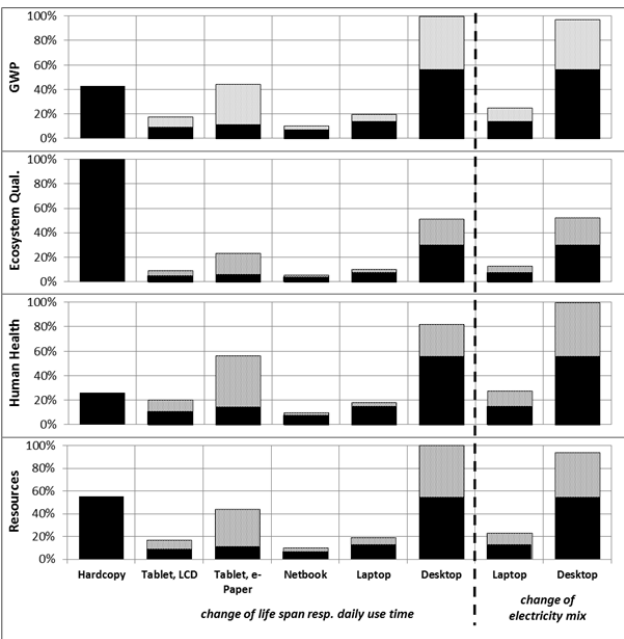 GWP
100%
80%
60%
40%
20%
0%
Ecosystem Qual.
100%
80%
60%
40%
20%
0%
Human Health
100%
80%
60%
40%
20%
0%
Resources
100%
80%
60%
40%
20%
0%
Hardcopy Tablet, LCD Tablet, e- Netbook Laptop Desktop Laptop Desktop
Paper
change of life span resp. daily use time
change of
electricity mix